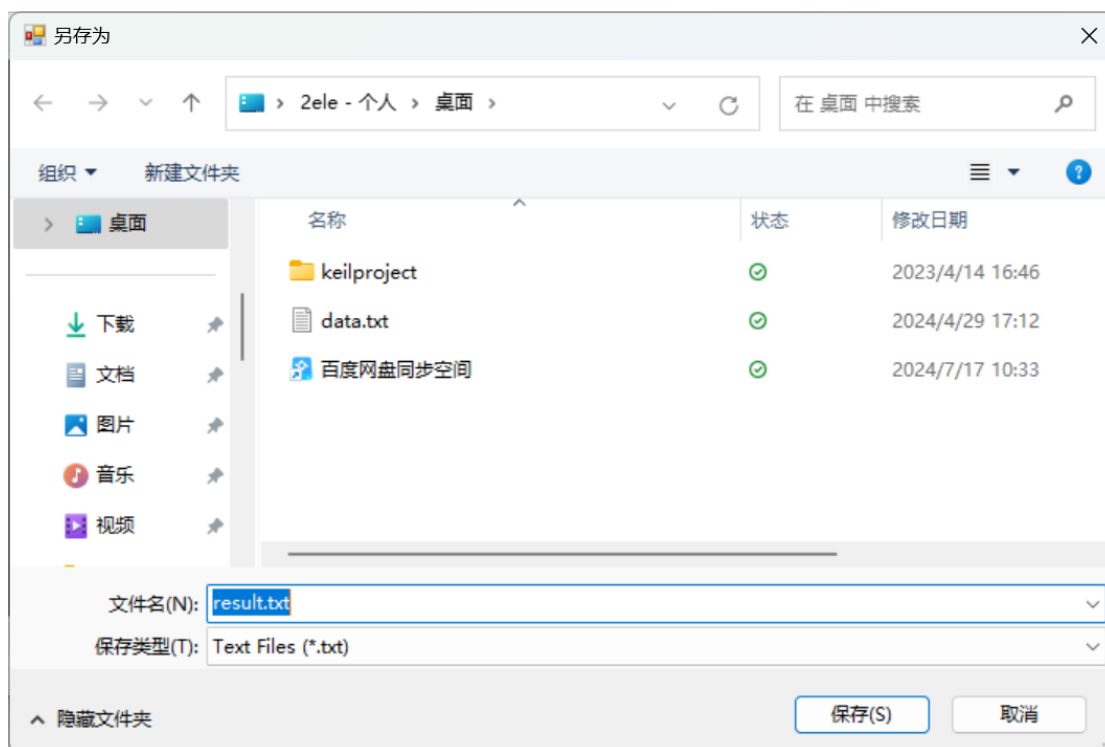 另存为
2ele - 个人 › 桌面 ›
在 桌面 中搜索
组织
新建文件夹
?
桌面
下载
文档
图片
音乐
视频
名称
状态
修改日期
keilproject
2023/4/14 16:46
data.txt
2024/4/29 17:12
百度网盘同步空间
2024/7/17 10:33
文件名(N):
result.txt
保存类型(T):
Text Files (*.txt)
隐藏文件夹
保存(S)
取消